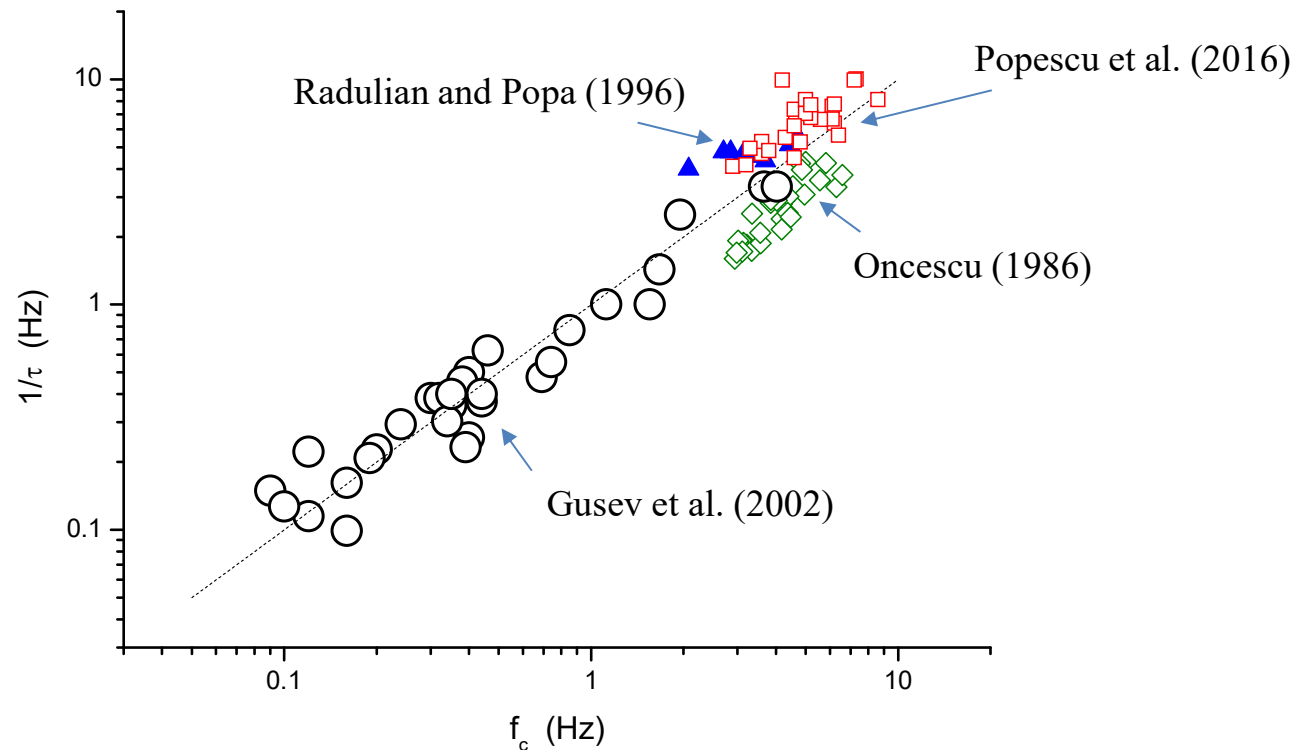 10
Popescu et al. (2016)
Radulian and Popa (1996)
Oncescu (1986)
1
1/τ (Hz)
Gusev et al. (2002)
0.1
0.1
1
10
f_c (Hz)